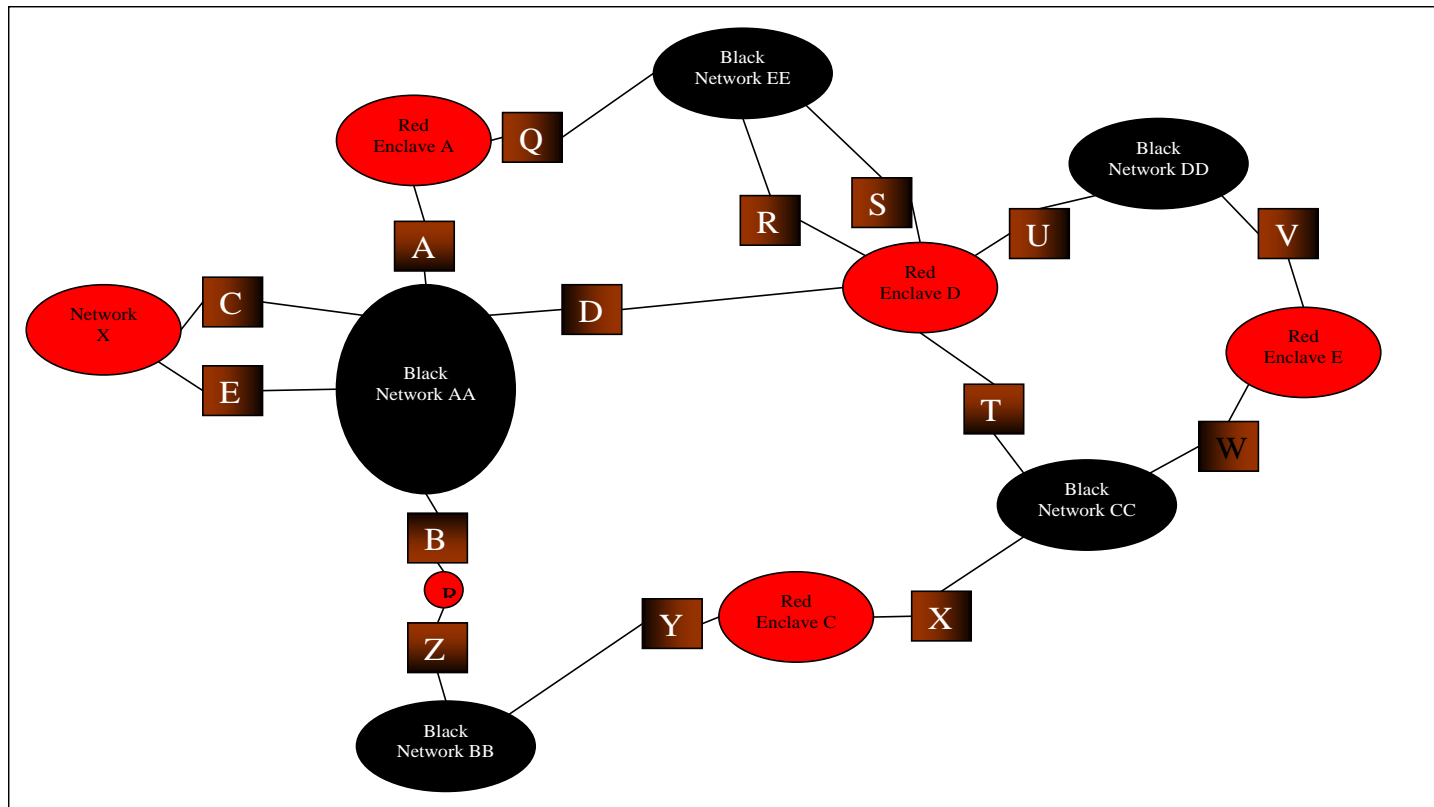 Black
Network EE
Red
Enclave A
Q
Black
Network DD
R
S
U
V
A
Red
Enclave D
Network
X
C
D
Red
Enclave E
E
Black
Network AA
T
W
Black
Network CC
B
Red
Enclave C
Y
X
Z
Black
Network BB